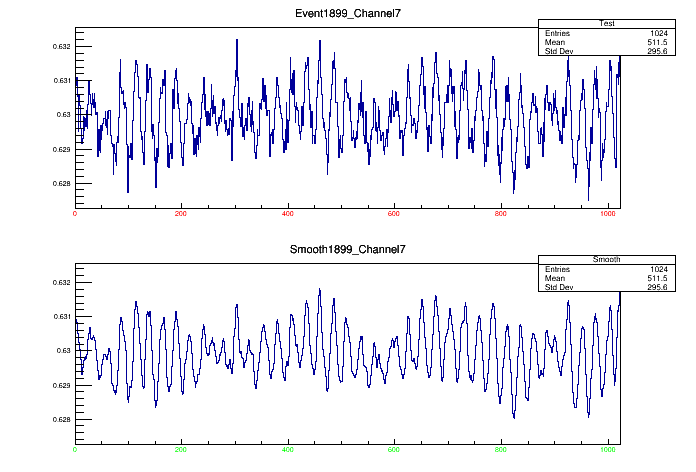 Event1899_Channel7
Test
Entries 1024
Mean 511.5
Std Dev 295.6
0.632
0.631
0.63
0.629
0.628
0 200 400 600 800 1000
Smooth1899_Channel7
Smooth
Entries 1024
Mean 511.5
Std Dev 295.6
0.632
0.631
0.63
0.629
0.628
0 200 400 600 800 1000